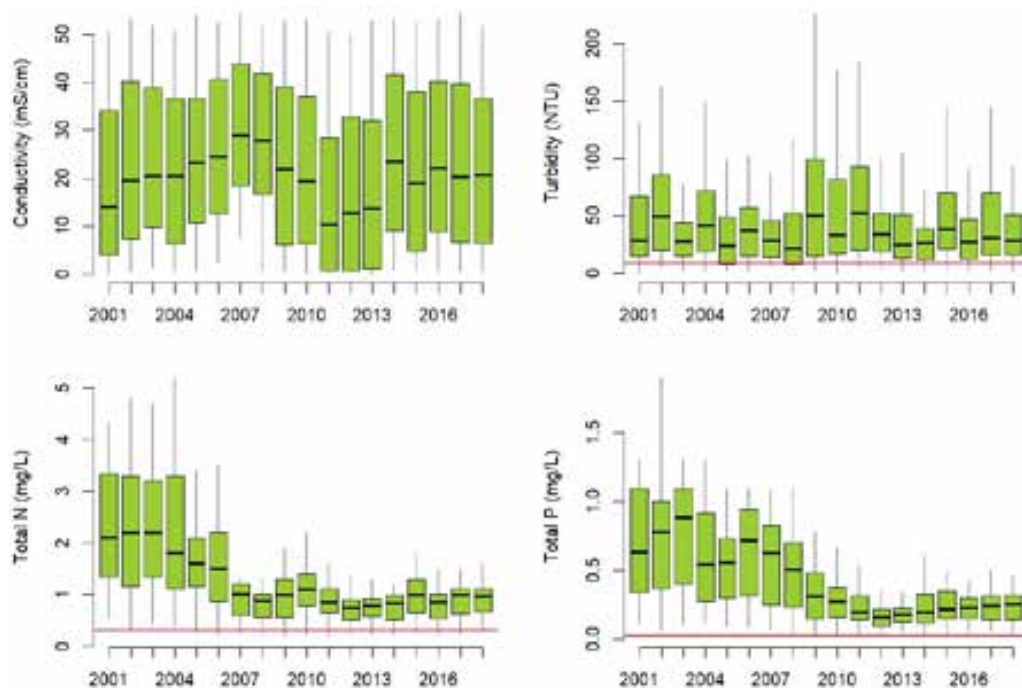 Conductivity (mS/cm)
0 10 20 30 40 50
2001 2004 2007 2010 2013 2016
Turbidity (NTU)
0 50 100 150 200
2001 2004 2007 2010 2013 2016
Total N (mg/L)
0 1 2 3 4 5
2001 2004 2007 2010 2013 2016
Total P (mg/L)
0.0 0.5 1.0 1.5
2001 2004 2007 2010 2013 2016